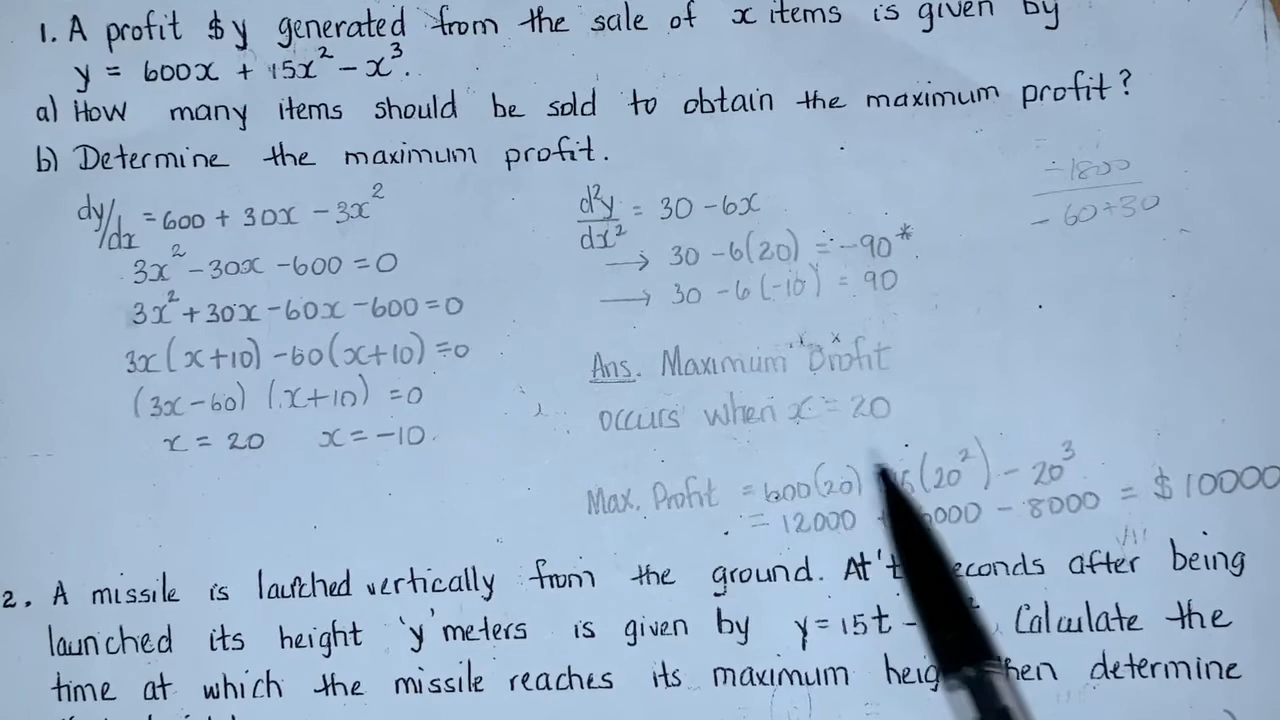 1. A profit $y generated from the sale of x items is given by
y = 600x + 15x² - x³.
a) How many items should be sold to obtain the maximum profit?
b) Determine the maximum profit.
dy/dx = 600 + 30x - 3x²
3x² - 30x - 600 = 0
3x² + 30x - 60x - 600 = 0
3x(x+10) - 60(x+10) = 0
(3x-60) (x+10) = 0
x = 20 x = -10
d²y/dx² = 30 - 6x
→ 30 - 6(20) = -90*
→ 30 - 6(-10) = 90
-1800
-60+30
Ans. Maximum Profit
occurs when x = 20
Max. Profit = 600(20) (20²) - 20³
= 12000 000 - 8000 = $10000
2. A missile is lauched vertically from the ground. At 't econds after being
launched its height 'y' meters is given by y = 15t - Calculate the
time at which the missile reaches its maximum heig hen determine